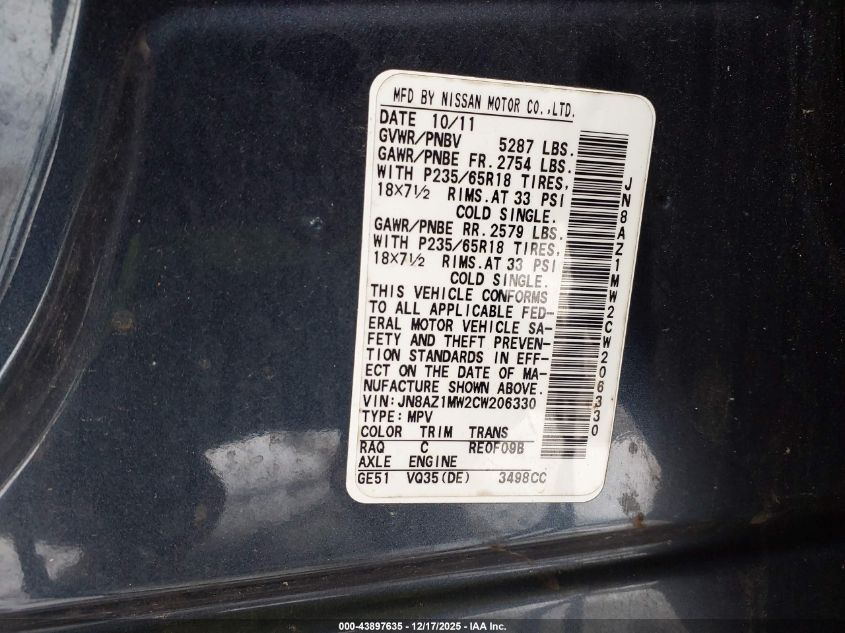 MFD BY NISSAN MOTOR CO.,LTD.
DATE 10/11
GVWR/PNBV 5287 LBS.
GAWR/PNBE FR. 2754 LBS.
WITH P235/65R18 TIRES,
18×7½ RIMS.AT 33 PSI
COLD SINGLE.
GAWR/PNBE RR. 2579 LBS.
WITH P235/65R18 TIRES,
18×7½ RIMS.AT 33 PSI
COLD SINGLE.
THIS VEHICLE CONFORMS
TO ALL APPLICABLE FED-
ERAL MOTOR VEHICLE SA-
FETY AND THEFT PREVEN-
TION STANDARDS IN EFF-
ECT ON THE DATE OF MA-
NUFACTURE SHOWN ABOVE.
VIN: JN8AZ1MW2CW206330
TYPE: MPV
COLOR TRIM TRANS
RAQ C RE0F09B
AXLE ENGINE
GE51 VQ35(DE) 3498CC
JN8AZ1MW2CW206330
000-43897635 - 12/17/2025 - IAA Inc.